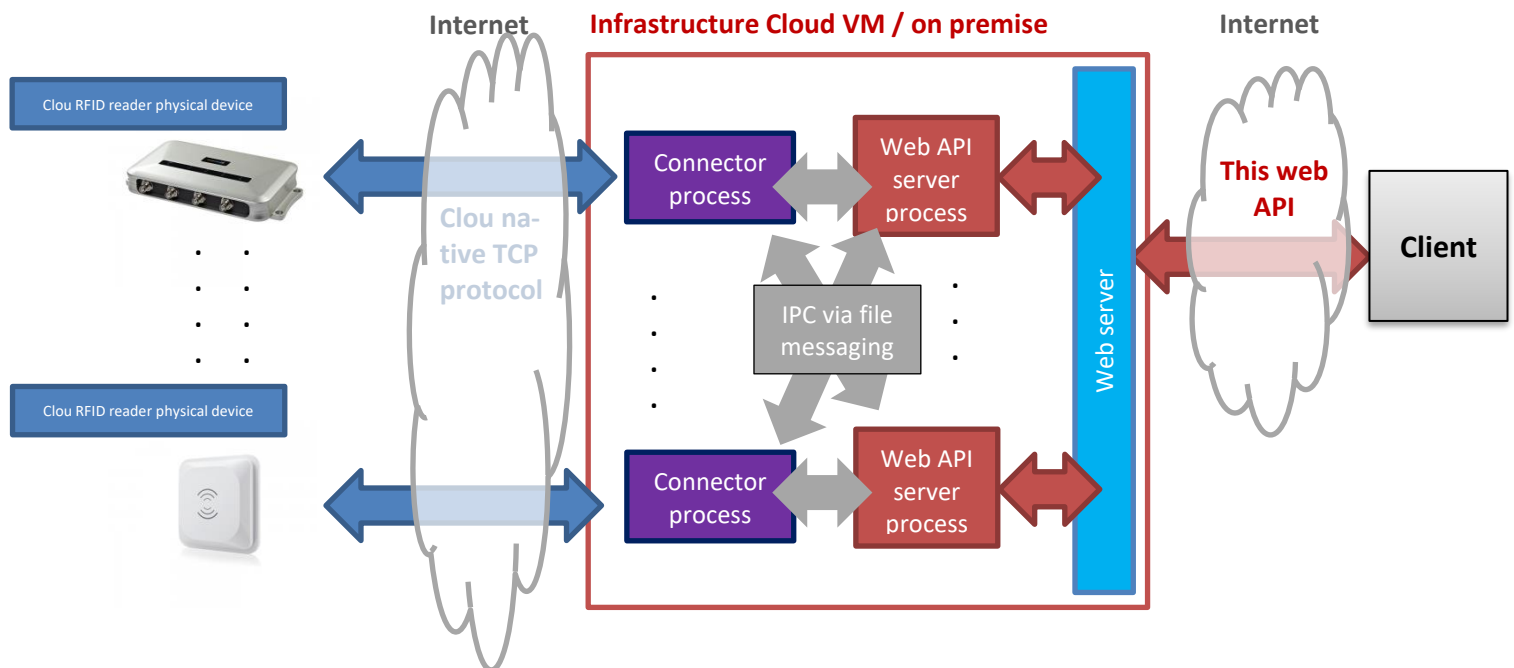 Internet
Infrastructure Cloud VM / on premise
Internet
Clou RFID reader physical device
Connector
process
Web API
server
process
This web
API
Client
Clou na-
tive TCP
protocol
IPC via file
messaging
Web server
Clou RFID reader physical device
Connector
process
Web API
server
process